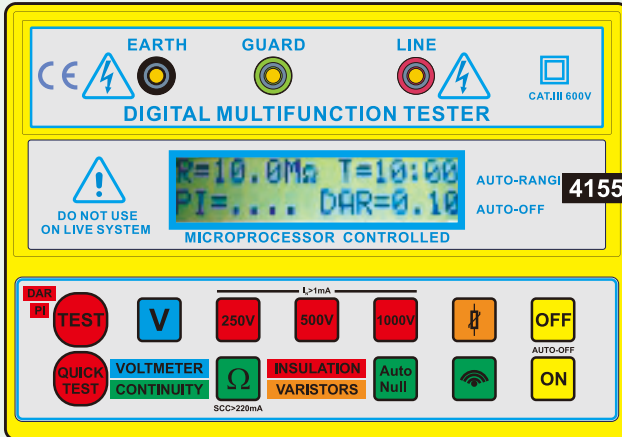 EARTH GUARD LINE
CE
CAT.III 600V
DIGITAL MULTIFUNCTION TESTER
R=10.0MΩ T=10:00
PI=.... DAR=0.10
AUTO-RANGI
4155
AUTO-OFF
DO NOT USE
ON LIVE SYSTEM
MICROPROCESSOR CONTROLLED
DAR
PI
TEST
V
Iₙ>1mA
250V 500V 1000V
OFF
AUTO-OFF
QUICK
TEST
VOLTMETER
CONTINUITY
Ω
SCC>220mA
INSULATION
VARISTORS
Auto
Null
ON